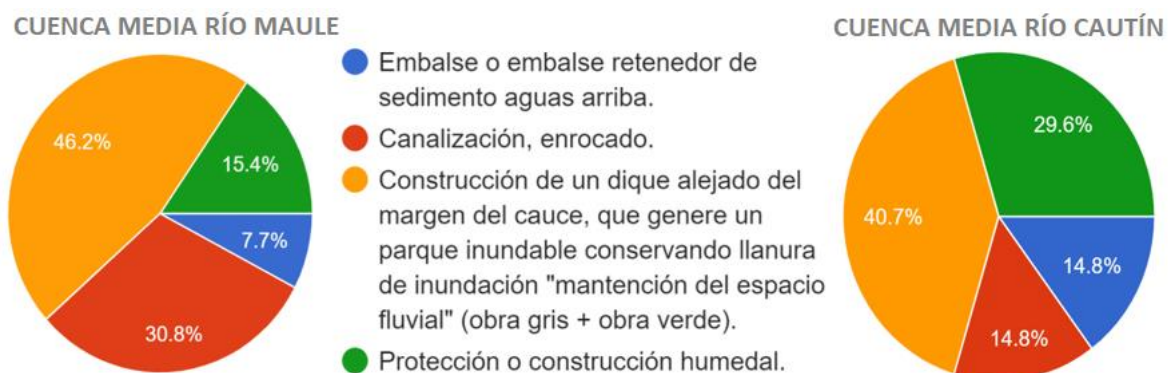 CUENCA MEDIA RÍO MAULE
46.2%
15.4%
7.7%
30.8%
Embalse o embalse retenedor de
sedimento aguas arriba.
Canalización, enrocado.
Construcción de un dique alejado del
margen del cauce, que genere un
parque inundable conservando llanura
de inundación "mantención del espacio
fluvial" (obra gris + obra verde).
Protección o construcción humedal.
CUENCA MEDIA RÍO CAUTÍN
29.6%
40.7%
14.8%
14.8%